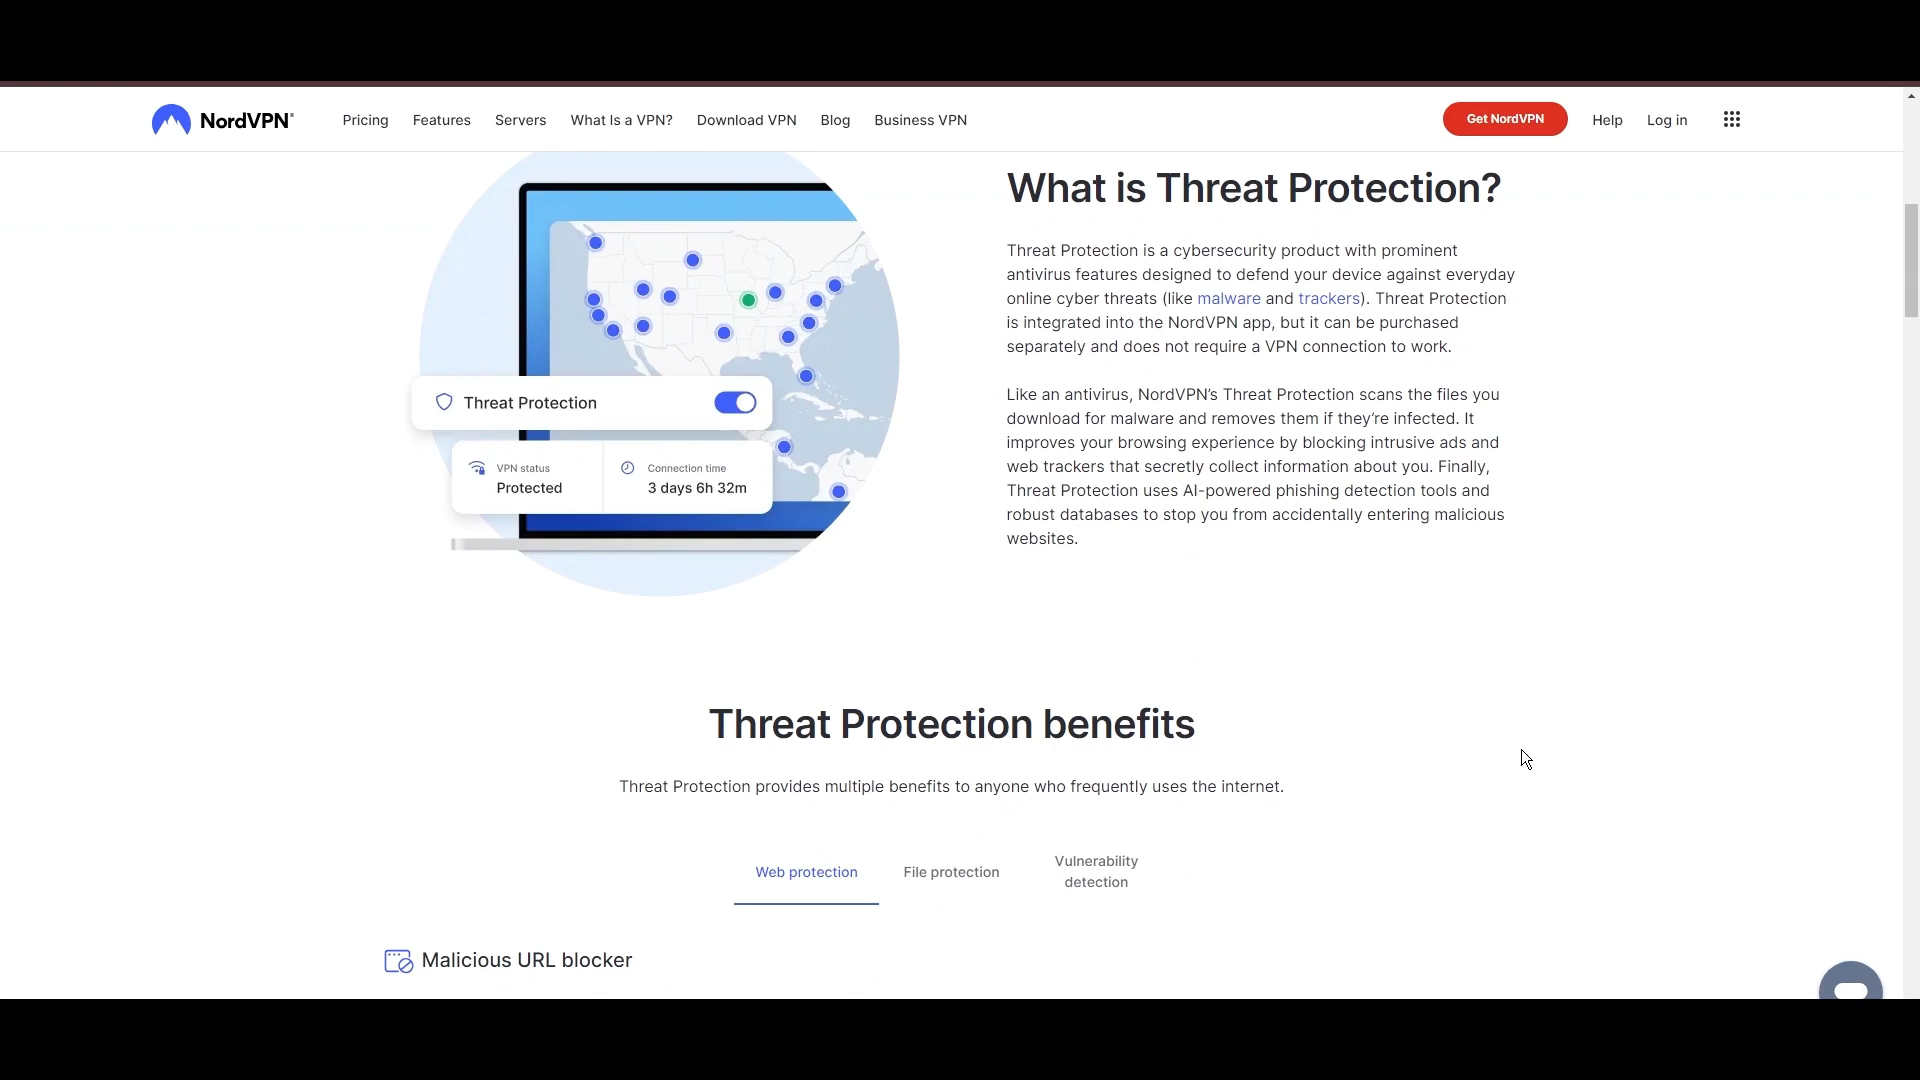 NordVPN®
Pricing
Features
Servers
What Is a VPN?
Download VPN
Blog
Business VPN
Get NordVPN
Help
Log in
Threat Protection
VPN status
Protected
Connection time
3 days 6h 32m
What is Threat Protection?
Threat Protection is a cybersecurity product with prominent
antivirus features designed to defend your device against everyday
online cyber threats (like malware and trackers). Threat Protection
is integrated into the NordVPN app, but it can be purchased
separately and does not require a VPN connection to work.
Like an antivirus, NordVPN’s Threat Protection scans the files you
download for malware and removes them if they’re infected. It
improves your browsing experience by blocking intrusive ads and
web trackers that secretly collect information about you. Finally,
Threat Protection uses AI-powered phishing detection tools and
robust databases to stop you from accidentally entering malicious
websites.
Threat Protection benefits
Threat Protection provides multiple benefits to anyone who frequently uses the internet.
Web protection
File protection
Vulnerability
detection
Malicious URL blocker